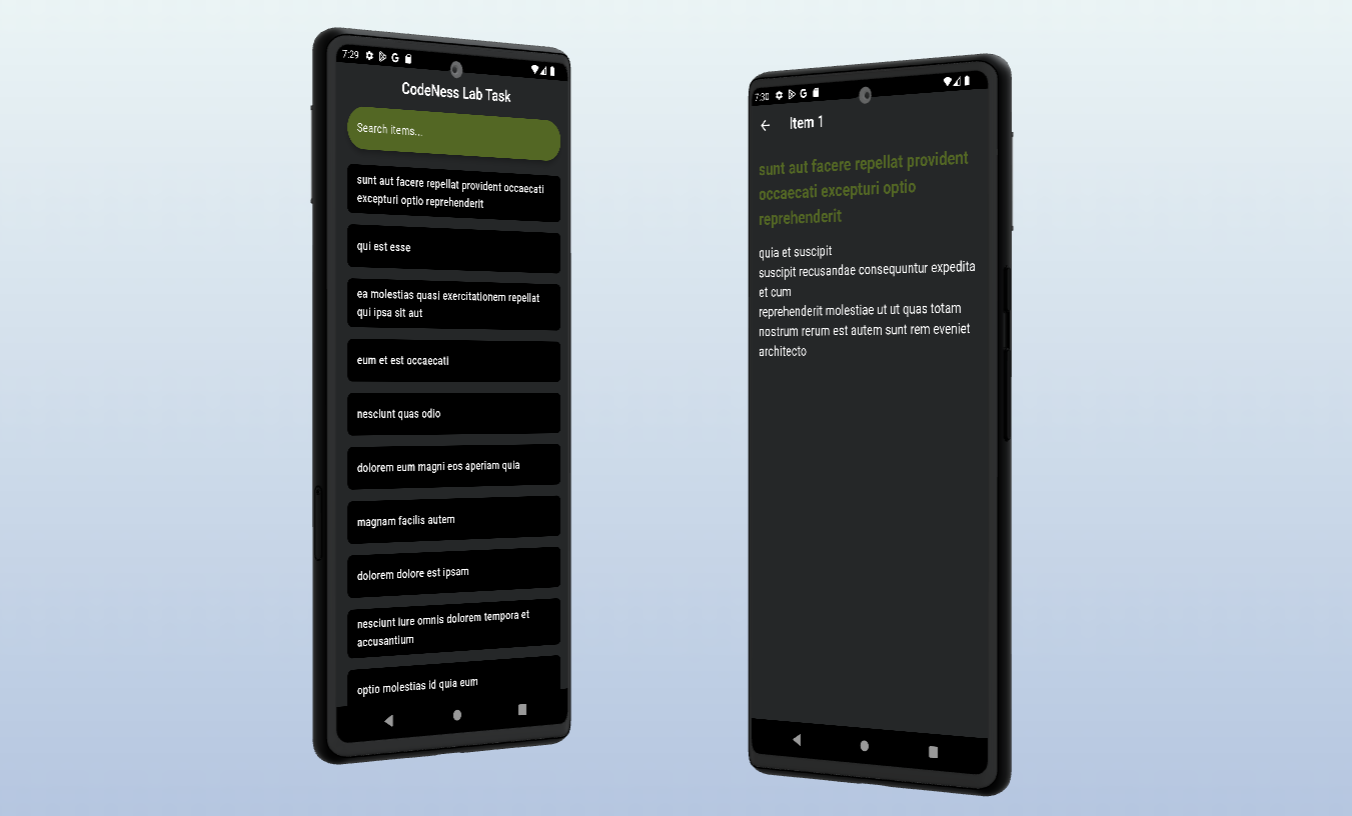 7:29
CodeNess Lab Task
Search items...
sunt aut facere repellat provident occaecati
excepturi optio reprehenderit
qui est esse
ea molestias quasi exercitationem repellat
qui ipsa sit aut
eum et est occaecati
nesciunt quas odio
dolorem eum magni eos aperiam quia
magnam facilis autem
dolorem dolore est ipsam
nesciunt iure omnis dolorem tempora et
accusantium
optio molestias id quia eum
7:30
Item 1
sunt aut facere repellat provident
occaecati excepturi optio
reprehenderit
quia et suscipit
suscipit recusandae consequuntur expedita
et cum
reprehenderit molestiae ut ut quas totam
nostrum rerum est autem sunt rem eveniet
architecto